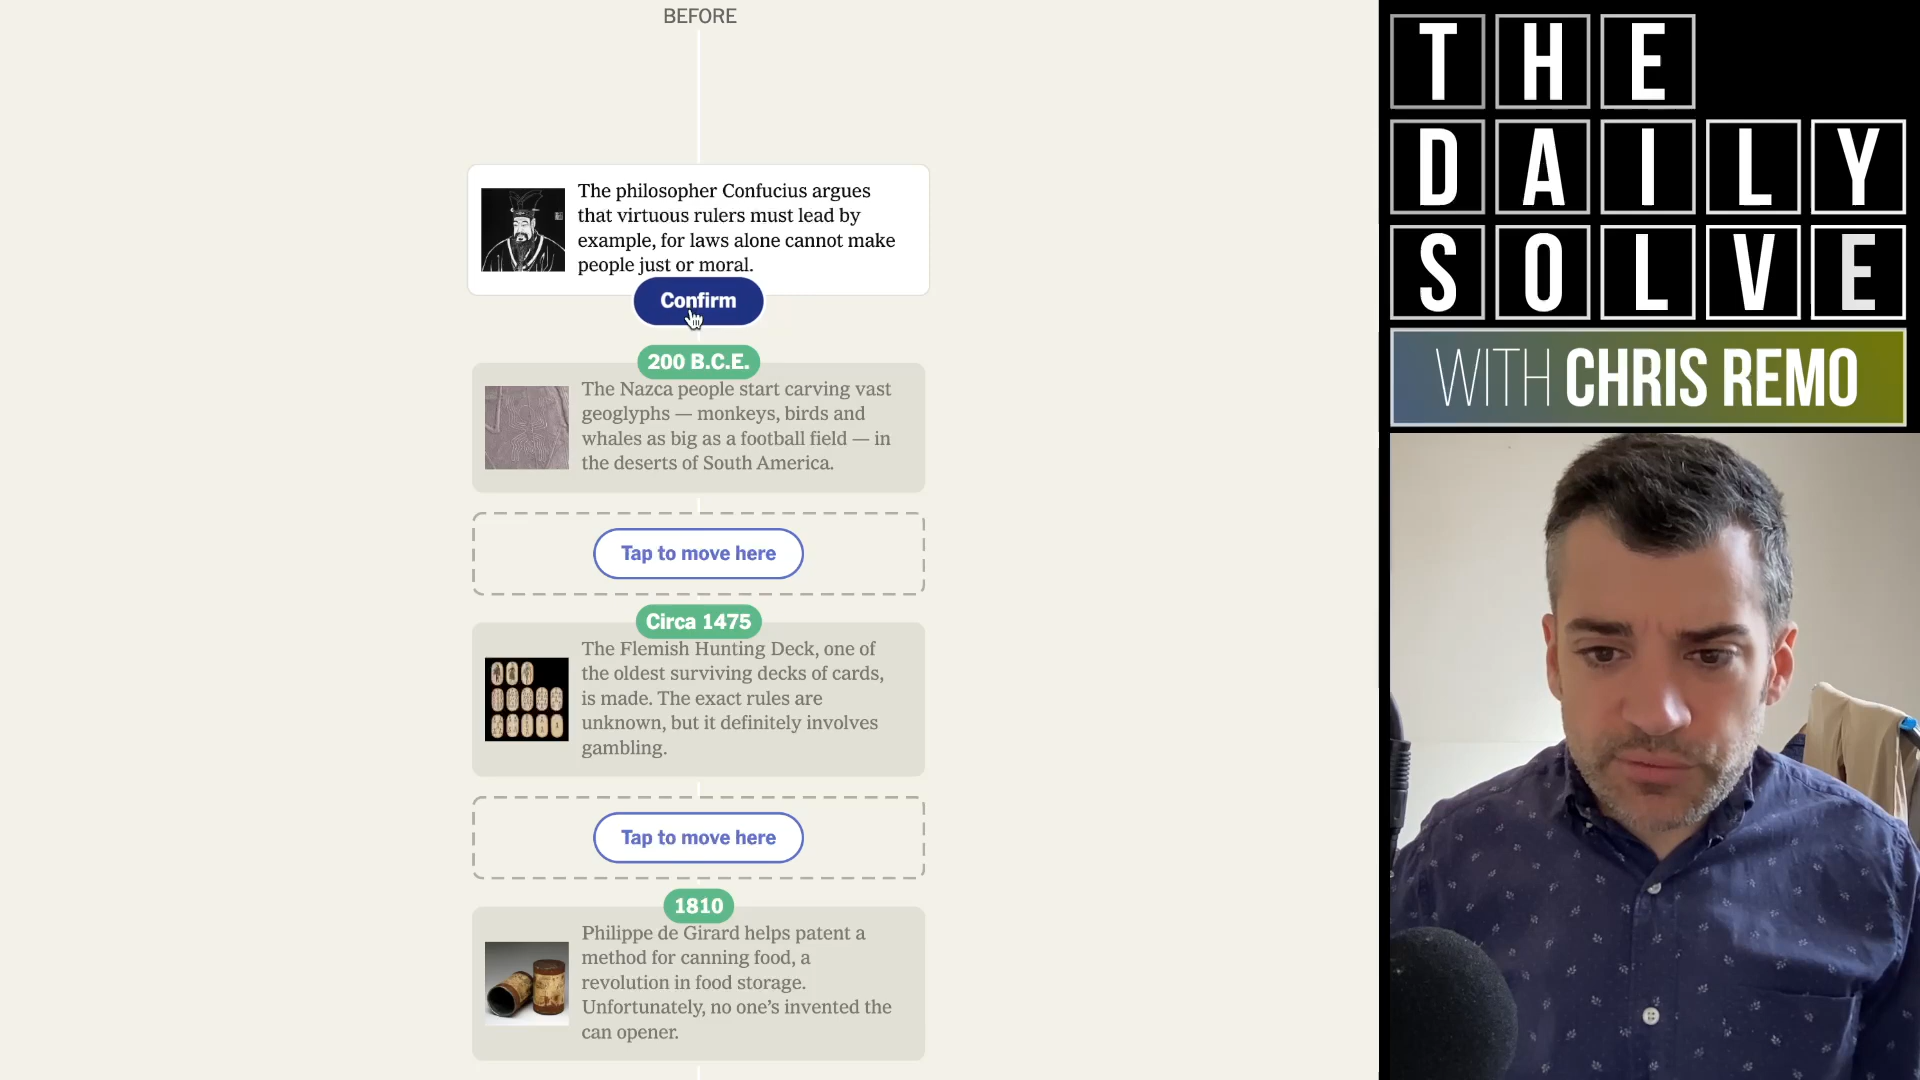 BEFORE
The philosopher Confucius argues
that virtuous rulers must lead by
example, for laws alone cannot make
people just or moral.
Confirm
200 B.C.E.
The Nazca people start carving vast
geoglyphs — monkeys, birds and
whales as big as a football field — in
the deserts of South America.
Tap to move here
Circa 1475
The Flemish Hunting Deck, one of
the oldest surviving decks of cards,
is made. The exact rules are
unknown, but it definitely involves
gambling.
Tap to move here
1810
Philippe de Girard helps patent a
method for canning food, a
revolution in food storage.
Unfortunately, no one’s invented the
can opener.
THE
DAILY
SOLVE
WITH CHRIS REMO